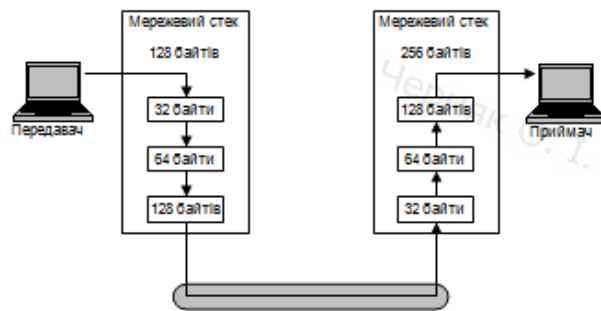 Мережевий стек
128 байтів
32 байти
64 байти
128 байтів
Передавач
Мережевий стек
256 байтів
128 байтів
64 байти
32 байти
Приймач
Черняк О. І.